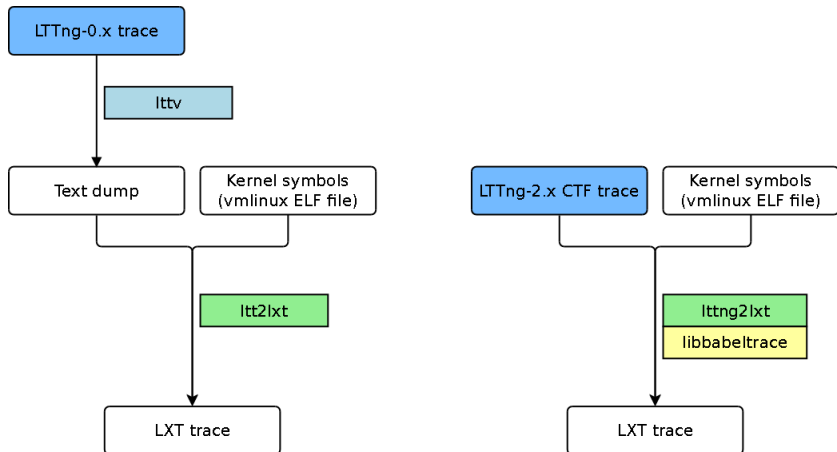 LTTng-0.x trace
lttv
Text dump
Kernel symbols
(vmlinux ELF file)
ltt2lxt
LXT trace
LTTng-2.x CTF trace
Kernel symbols
(vmlinux ELF file)
lttng2lxt
libbabeltrace
LXT trace